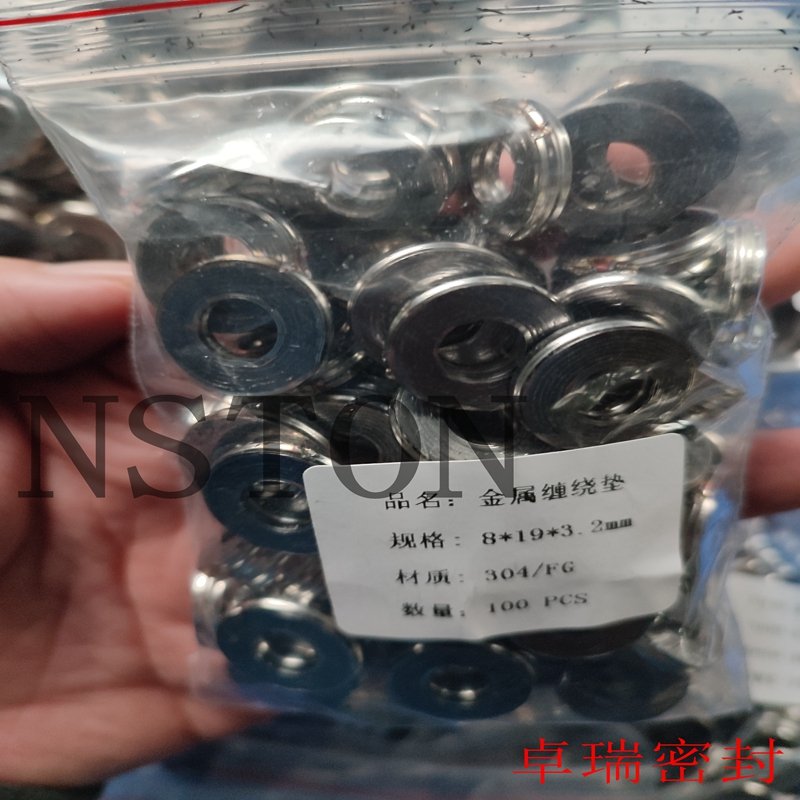 NSTON
品名：金属缠绕垫
规格：8*19*3.2mm
材质：304/FG
数量：100 PCS
卓瑞密封